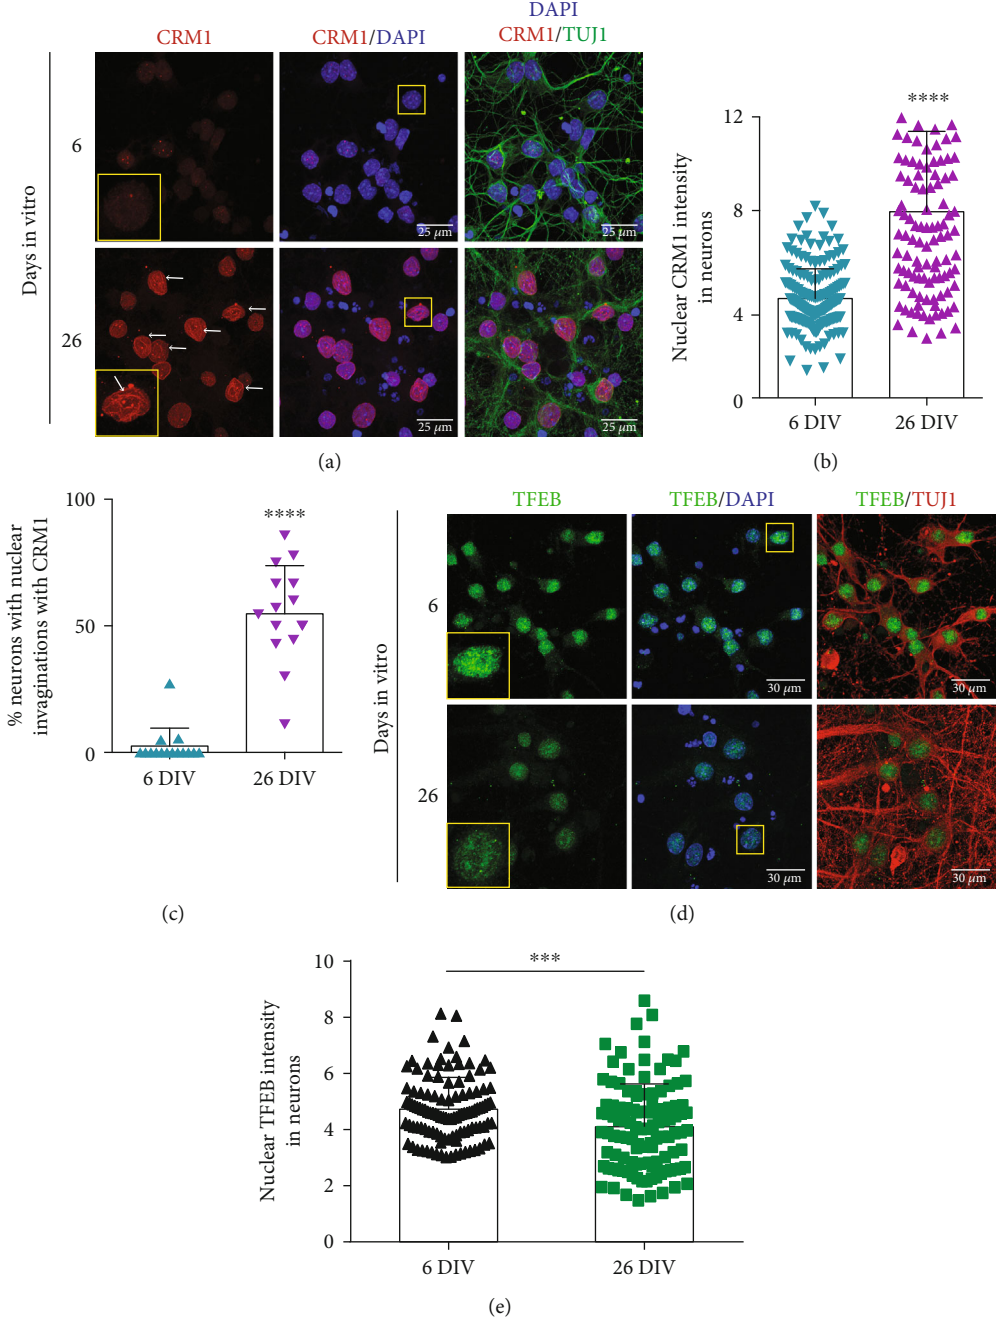 DAPI
CRM1 CRM1/DAPI CRM1/TUJ1
Days in vitro
6
25 µm 25 µm
26
25 µm 25 µm
(a)
Nuclear CRM1 intensity
in neurons
****
12
8
4
0
6 DIV 26 DIV
(b)
% neurons with nuclear
invaginations with CRM1
****
100
50
0
6 DIV 26 DIV
(c)
TFEB TFEB/DAPI TFEB/TUJ1
Days in vitro
6
30 µm 30 µm
26
30 µm 30 µm
(d)
Nuclear TFEB intensity
in neurons
***
10
8
6
4
2
0
6 DIV 26 DIV
(e)